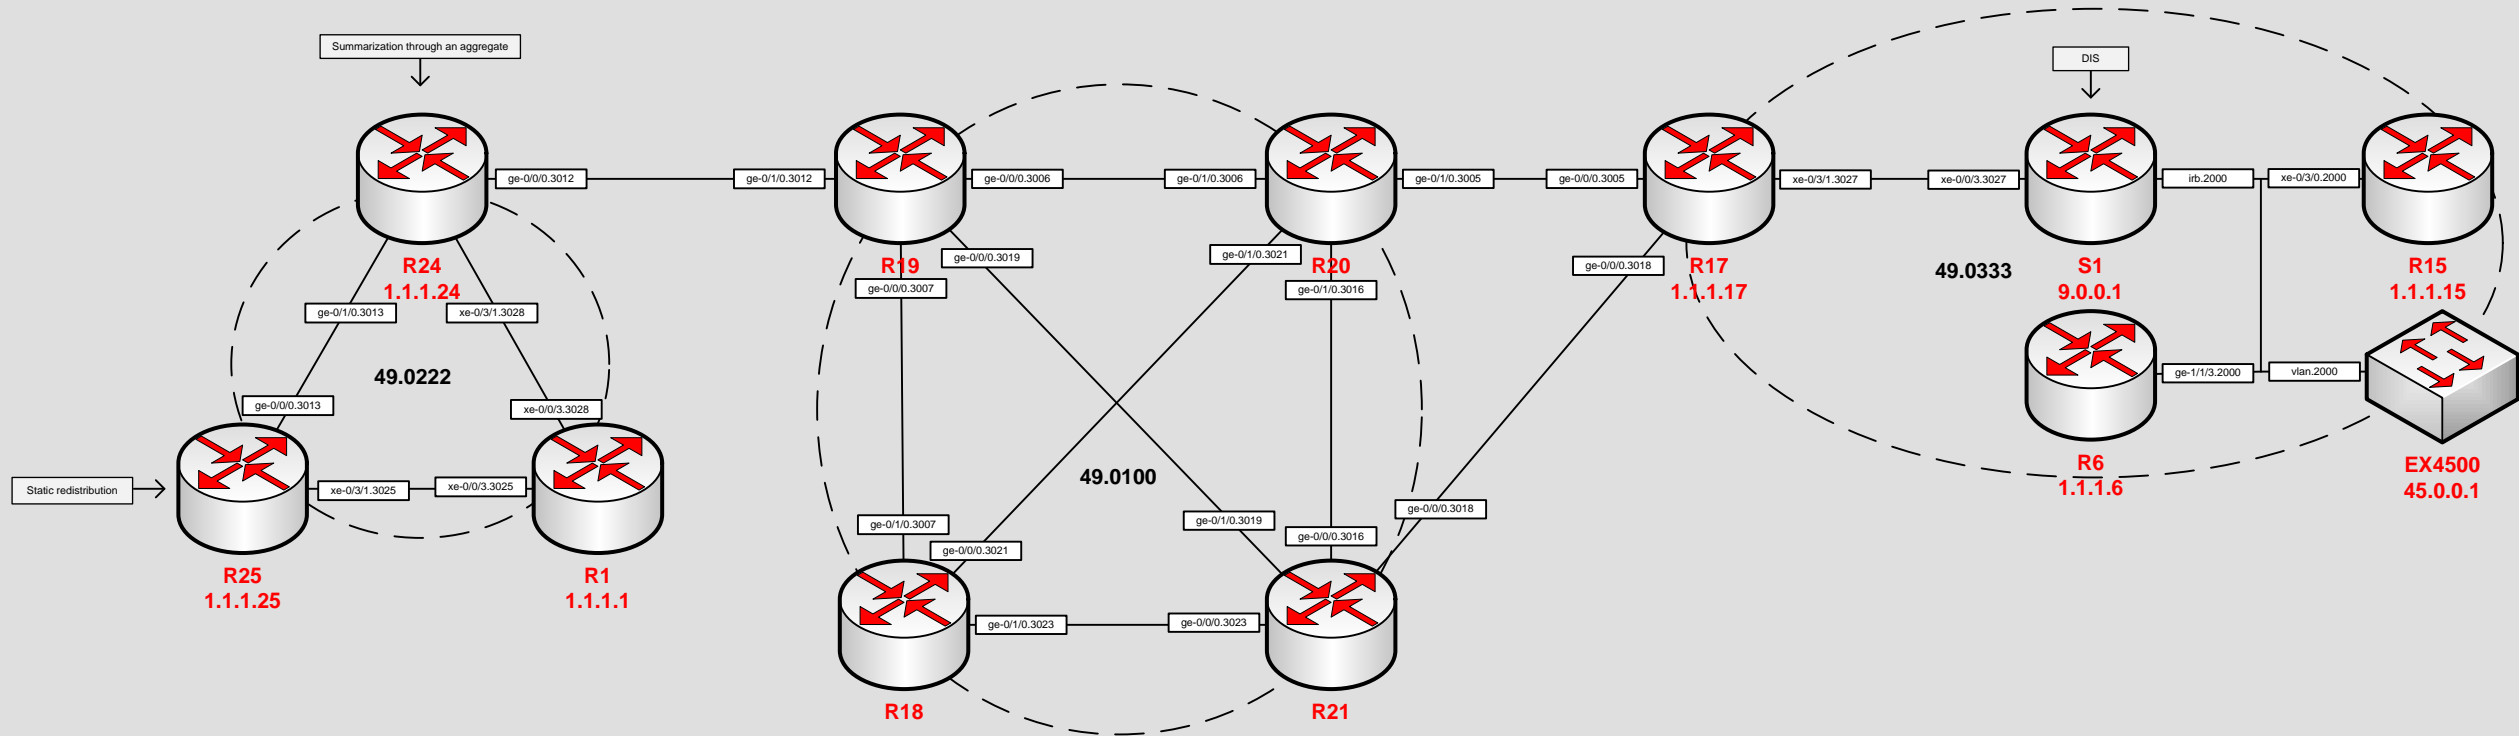 Summarization through an aggregate
DIS
ge-0/0/0.3012
ge-0/1/0.3012
ge-0/0/0.3006
ge-0/1/0.3006
ge-0/1/0.3005
ge-0/0/0.3005
xe-0/3/1.3027
xe-0/0/3.3027
irb.2000
xe-0/3/0.2000
R24
1.1.1.24
R19
ge-0/0/0.3019
ge-0/0/0.3007
ge-0/1/0.3021
R20
ge-0/1/0.3016
ge-0/0/0.3018
R17
1.1.1.17
49.0333
S1
9.0.0.1
R15
1.1.1.15
ge-0/1/0.3013
xe-0/3/1.3028
49.0222
ge-0/0/0.3013
xe-0/0/3.3028
ge-1/1/3.2000
vlan.2000
R6
1.1.1.6
EX4500
45.0.0.1
Static redistribution
xe-0/3/1.3025
xe-0/0/3.3025
49.0100
R25
1.1.1.25
R1
1.1.1.1
ge-0/1/0.3007
ge-0/0/0.3021
ge-0/1/0.3019
ge-0/0/0.3016
ge-0/0/0.3018
ge-0/1/0.3023
ge-0/0/0.3023
R18
R21